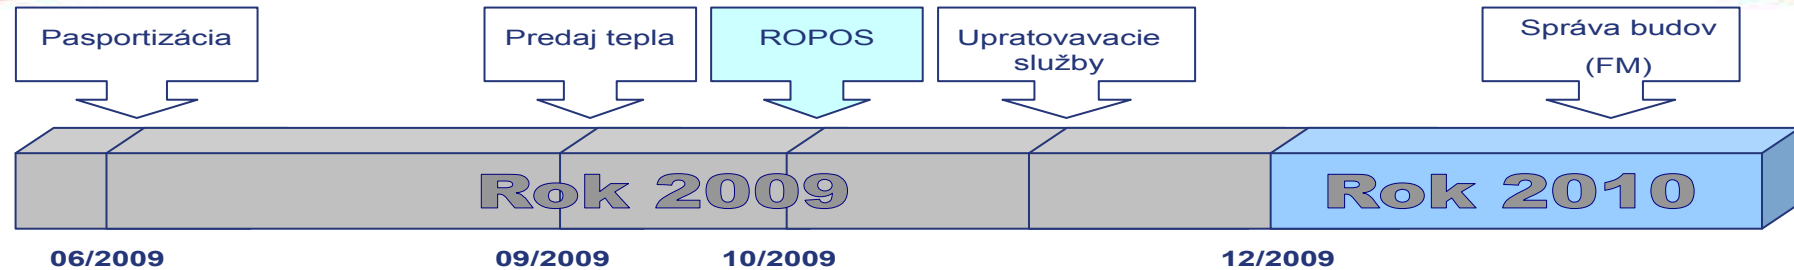 Pasportizácia
Predaj tepla
ROPOS
Upratovavacie
služby
Správa budov
(FM)
Rok 2009
Rok 2010
06/2009
09/2009
10/2009
12/2009